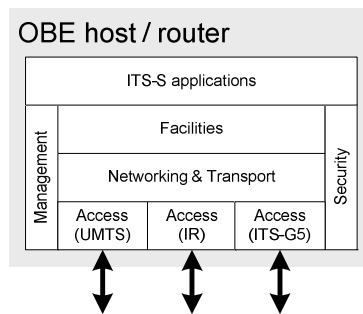 OBE host / router
ITS-S applications
Management
Facilities
Networking & Transport
Security
Access
(UMTS)
Access
(IR)
Access
(ITS-G5)